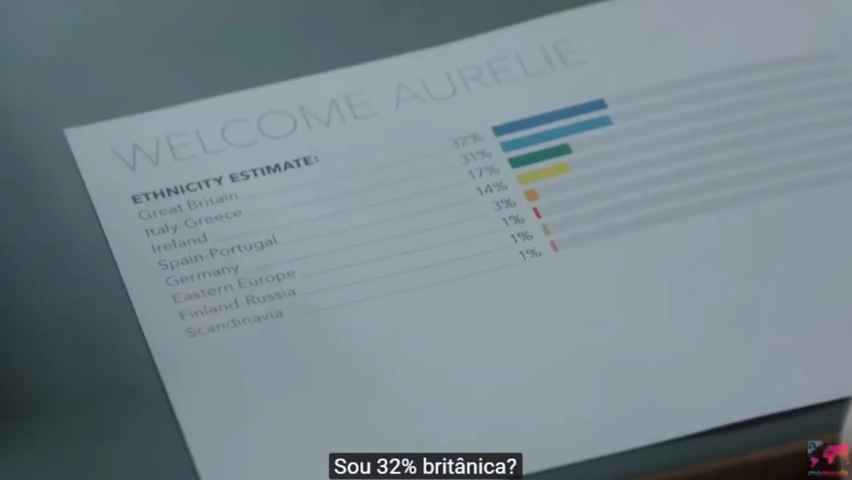 WELCOME AURELIE
ETHNICITY ESTIMATE:
Great Britain 32%
Italy Greece 31%
Ireland 17%
Spain-Portugal 14%
Germany 3%
Eastern Europe 1%
Finland-Russia 1%
Scandinavia 1%
Sou 32% britânica?
momondo